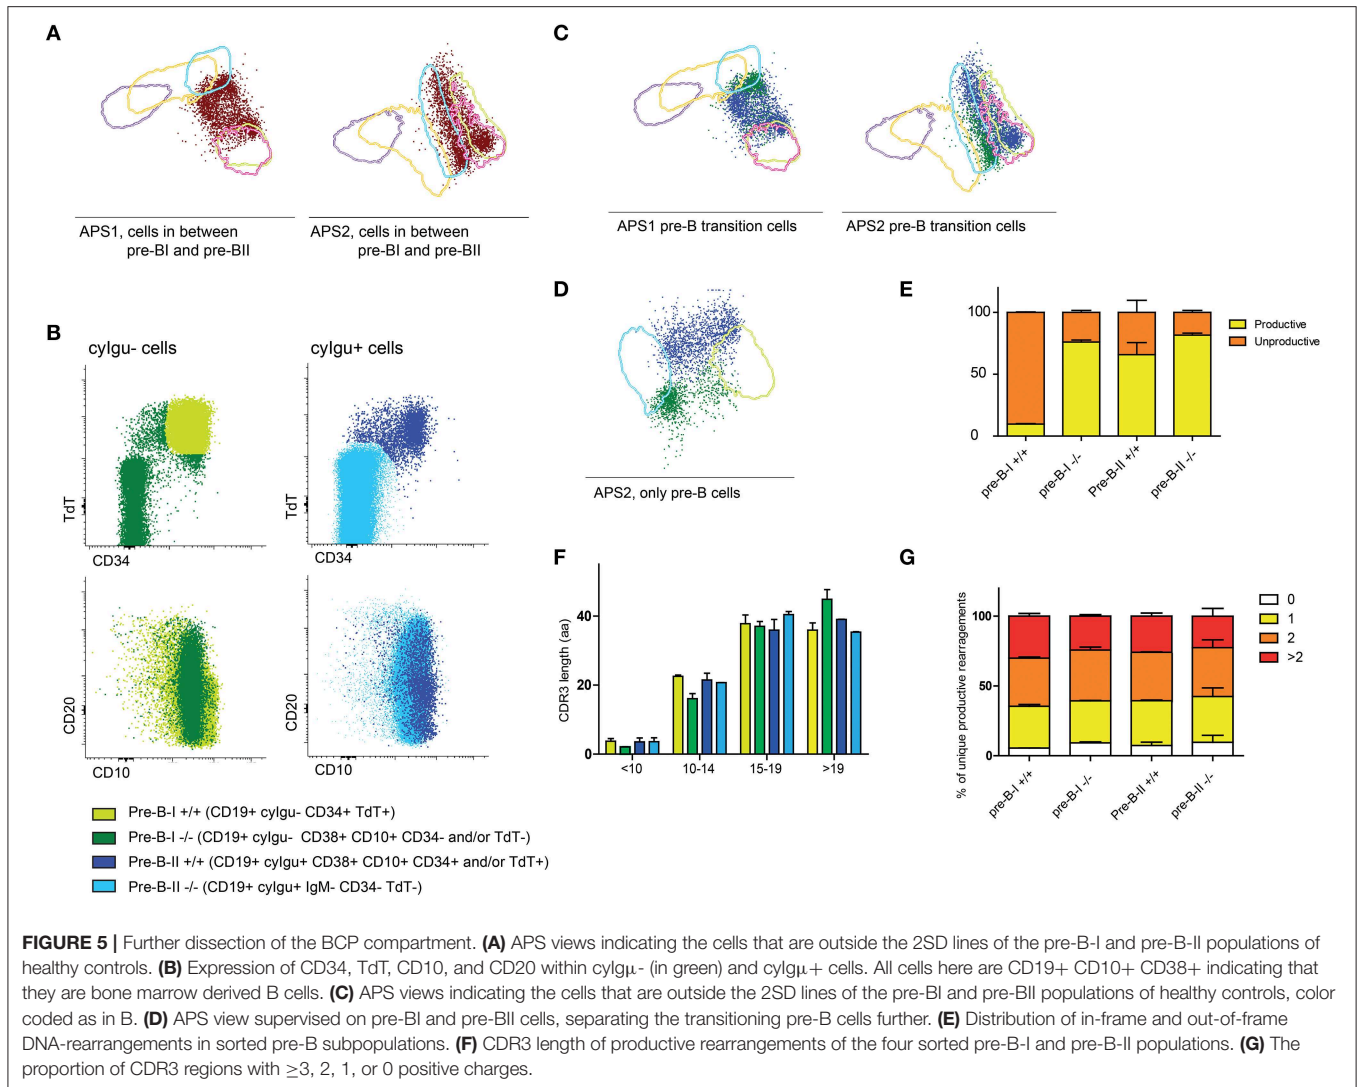 A
APS1, cells in between
pre-BI and pre-BII
APS2, cells in between
pre-BI and pre-BII
B
cylgu- cells
cylgu+ cells
TdT
CD34
TdT
CD34
CD20
CD10
CD20
CD10
Pre-B-I +/+ (CD19+ cylgu- CD34+ TdT+)
Pre-B-I -/- (CD19+ cylgu- CD38+ CD10+ CD34- and/or TdT-)
Pre-B-II +/+ (CD19+ cylgu+ CD38+ CD10+ CD34+ and/or TdT+)
Pre-B-II -/- (CD19+ cylgu+ IgM- CD34- TdT-)
C
APS1 pre-B transition cells
APS2 pre-B transition cells
D
APS2, only pre-B cells
E
100
50
0
pre-B-I +/+
pre-B-I -/-
Pre-B-II +/+
pre-B-II -/-
Productive
Unproductive
F
CDR3 length (aa)
40
20
0
<10
10-14
15-19
>19
G
% of unique productive rearragements
100
50
0
pre-B-I +/+
pre-B-I -/-
Pre-B-II +/+
pre-B-II -/-
0
1
2
>2
FIGURE 5 | Further dissection of the BCP compartment. (A) APS views indicating the cells that are outside the 2SD lines of the pre-B-I and pre-B-II populations of
healthy controls. (B) Expression of CD34, TdT, CD10, and CD20 within cyIgμ- (in green) and cyIgμ+ cells. All cells here are CD19+ CD10+ CD38+ indicating that
they are bone marrow derived B cells. (C) APS views indicating the cells that are outside the 2SD lines of the pre-BI and pre-BII populations of healthy controls, color
coded as in B. (D) APS view supervised on pre-BI and pre-BII cells, separating the transitioning pre-B cells further. (E) Distribution of in-frame and out-of-frame
DNA-rearrangements in sorted pre-B subpopulations. (F) CDR3 length of productive rearrangements of the four sorted pre-B-I and pre-B-II populations. (G) The
proportion of CDR3 regions with ≥3, 2, 1, or 0 positive charges.